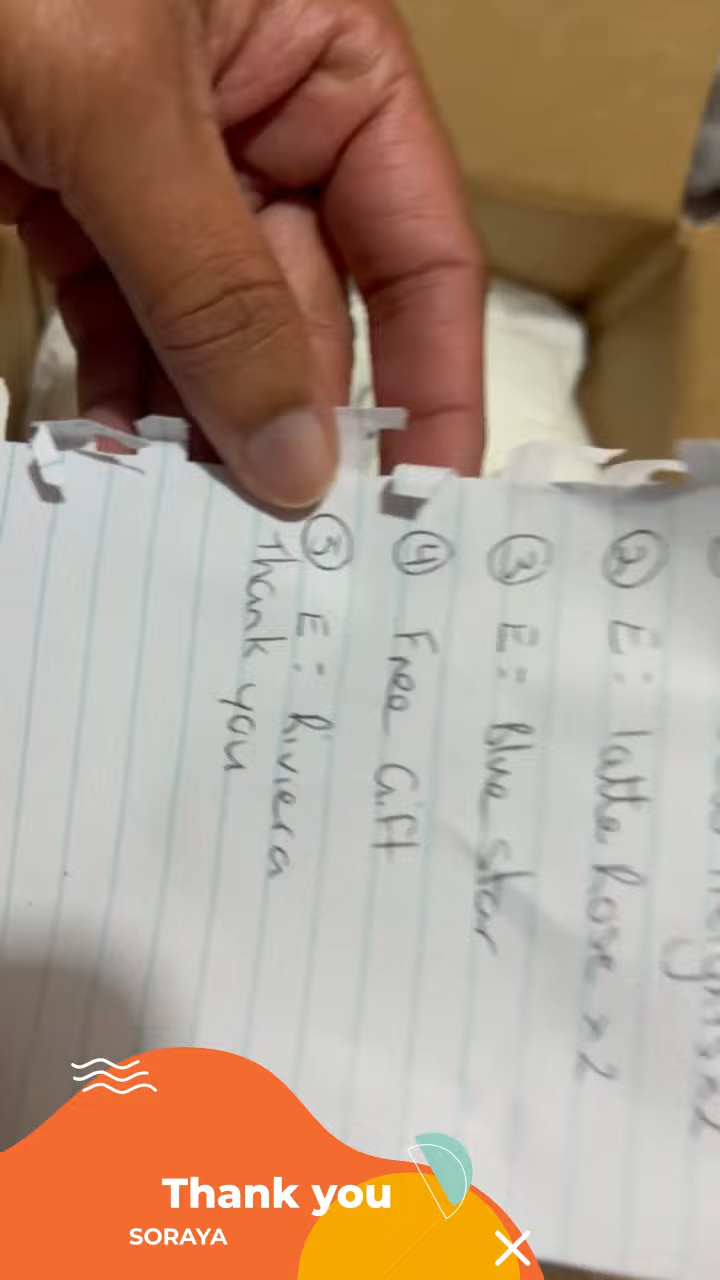 ② E: latte Rose x2
③ E: Blue star
④ Free Gift
⑤ E: Riviera
Thank you
Thank you
SORAYA